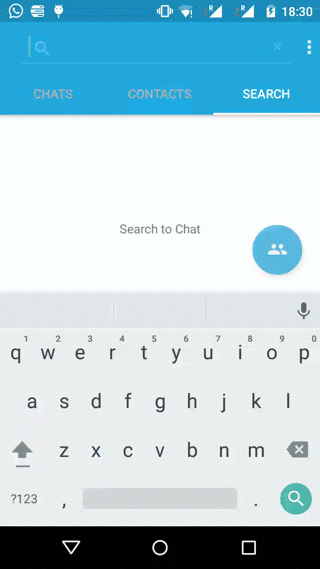 R R 18:30
CHATS CONTACTS SEARCH
Search to Chat
1 2 3 4 5 6 7 8 9 0
q w e r t y u i o p
a s d f g h j k l
z x c v b n m
?123 , .